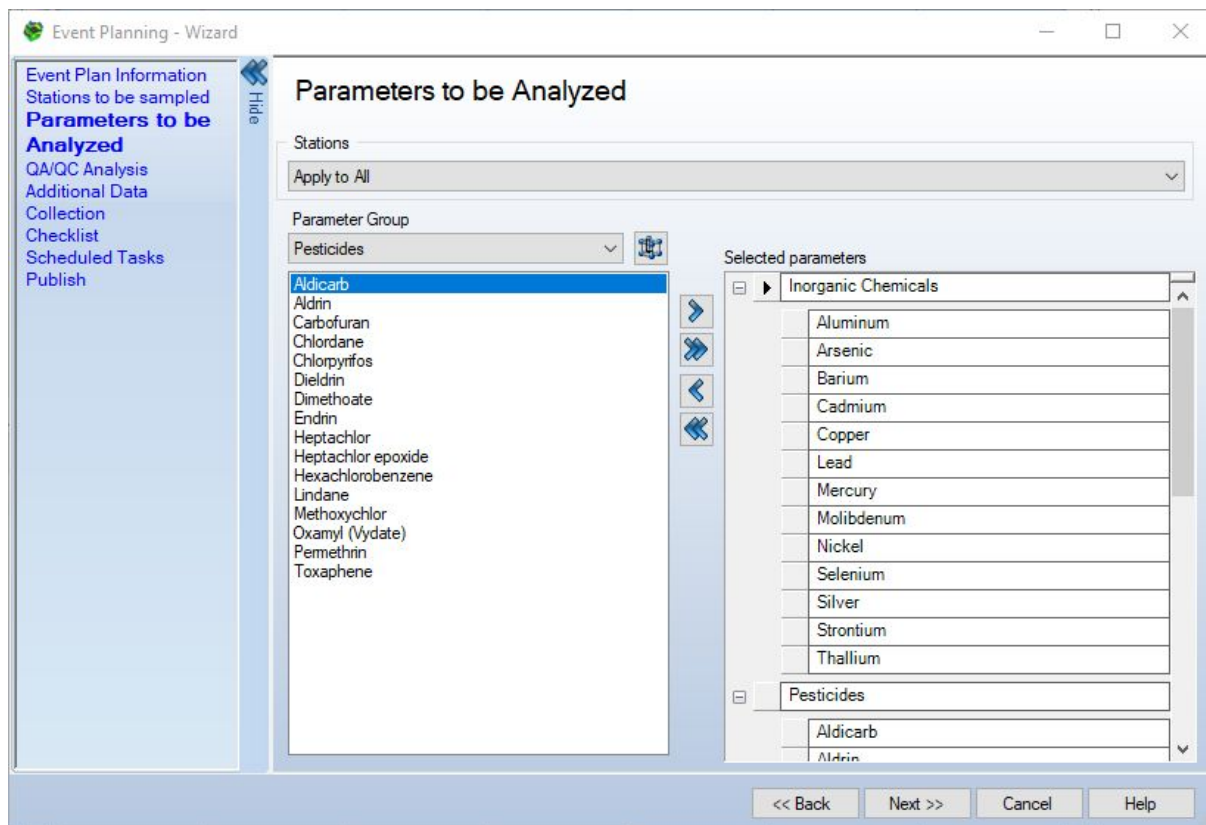 Event Planning - Wizard
Event Plan Information
Stations to be sampled
Parameters to be
Analyzed
QA/QC Analysis
Additional Data
Collection
Checklist
Scheduled Tasks
Publish
Hide
Parameters to be Analyzed
Stations
Apply to All
Parameter Group
Pesticides
Aldicarb
Aldrin
Carbofuran
Chlordane
Chlorpyrifos
Dieldrin
Dimethoate
Endrin
Heptachlor
Heptachlor epoxide
Hexachlorobenzene
Lindane
Methoxychlor
Oxamyl (Vydate)
Permethrin
Toxaphene
Selected parameters
Inorganic Chemicals
Aluminum
Arsenic
Barium
Cadmium
Copper
Lead
Mercury
Molibdenum
Nickel
Selenium
Silver
Strontium
Thallium
Pesticides
Aldicarb
Aldrin
<< Back
Next >>
Cancel
Help